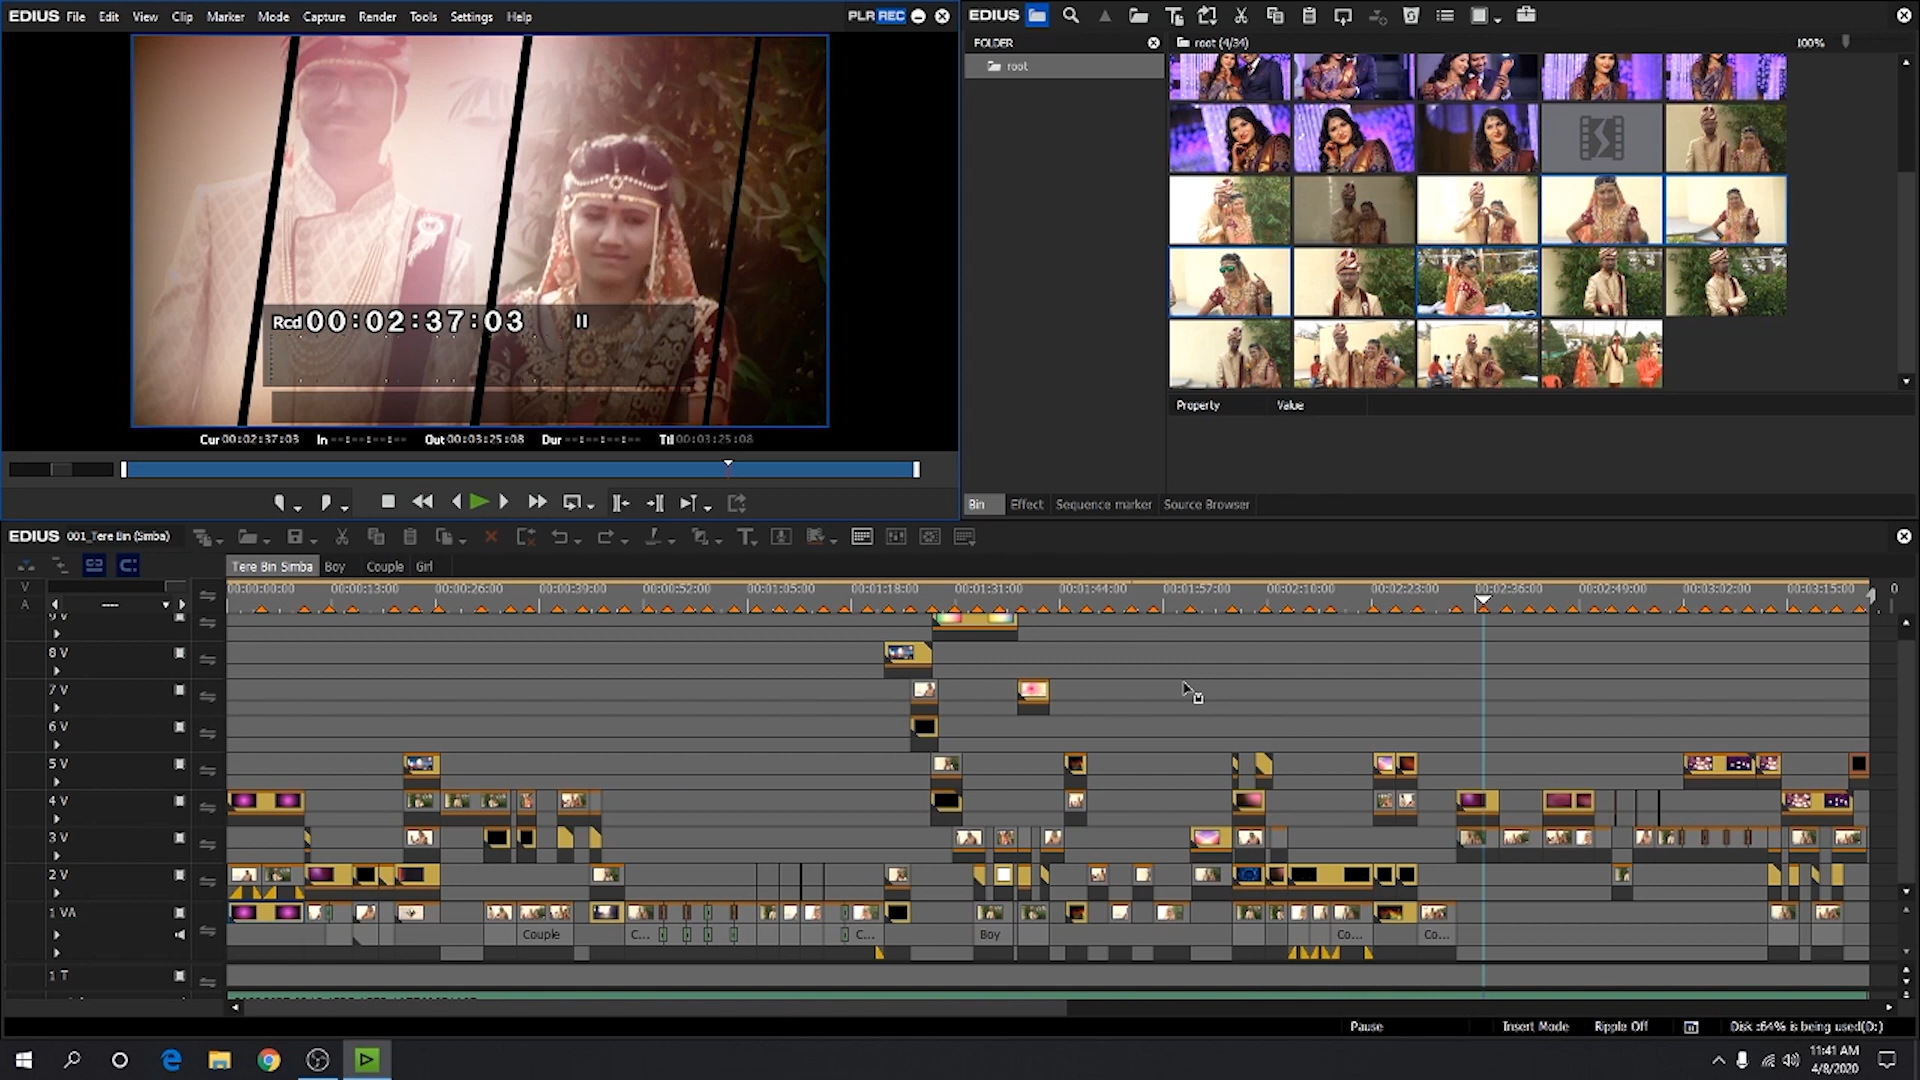 EDIUS File Edit View Clip Marker Mode Capture Render Tools Settings Help PLR REC
EDIUS
FOLDER
root (4/34)
100%
root
Rcd 00:02:37:03
Cur 00:02:37:03 In --:--:--:-- Out 00:03:25:08 Dur --:--:--:-- Ttl 00:03:25:08
Property Value
Bin Effect Sequence marker Source Browser
EDIUS 001_Tere Bin (Simba)
Tere Bin Simba Boy Couple Girl
V
A
00:00:00:00 00:00:13:00 00:00:26:00 00:00:39:00 00:00:52:00 00:01:05:00 00:01:18:00 00:01:31:00 00:01:44:00 00:01:57:00 00:02:10:00 00:02:23:00 00:02:36:00 00:02:49:00 00:03:02:00 00:03:15:00 0
9 V
8 V
7 V
6 V
5 V
4 V
3 V
2 V
1 VA
Couple C... C... Boy Co... Co...
1 T
Pause Insert Mode Ripple Off Disk :64% is being used(D:)
11:41 AM
4/8/2020